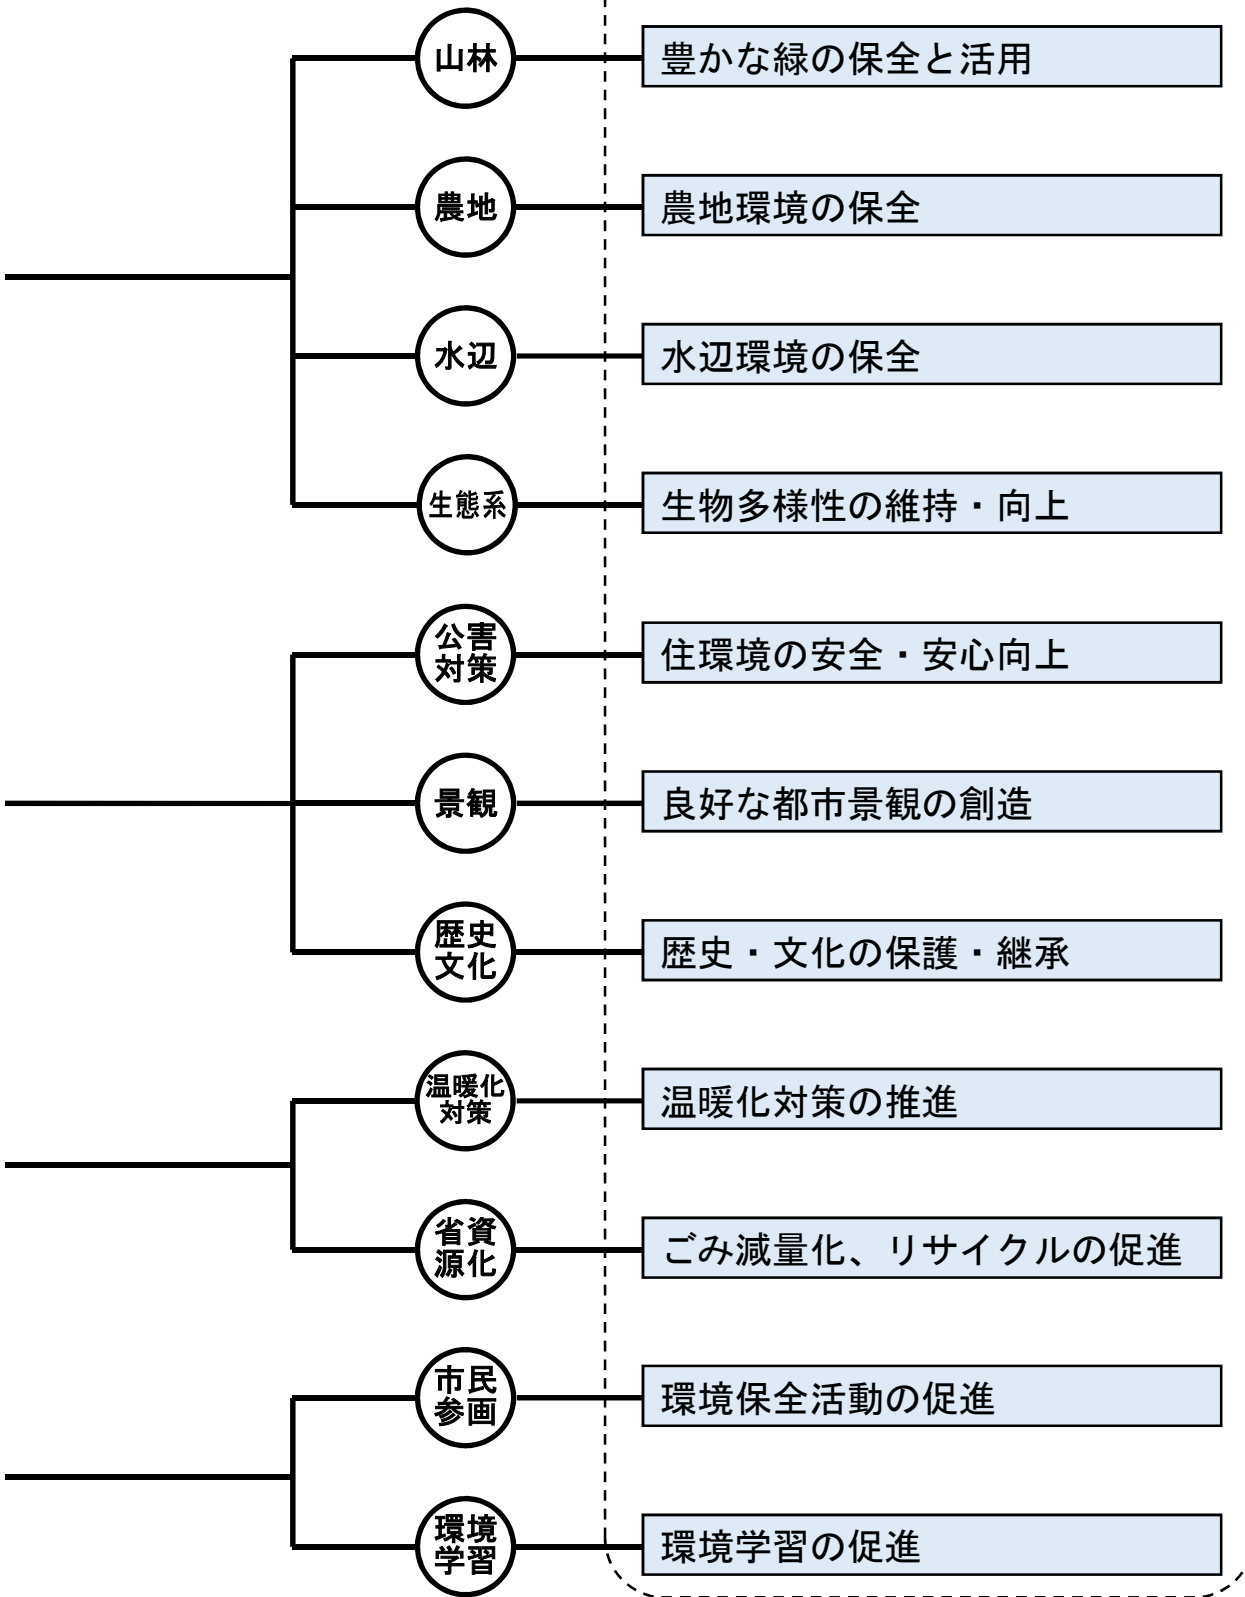 山林
豊かな緑の保全と活用
農地
農地環境の保全
水辺
水辺環境の保全
生態系
生物多様性の維持・向上
公害
対策
住環境の安全・安心向上
景観
良好な都市景観の創造
歴史
文化
歴史・文化の保護・継承
温暖化
対策
温暖化対策の推進
省資
源化
ごみ減量化、リサイクルの促進
市民
参画
環境保全活動の促進
環境
学習
環境学習の促進